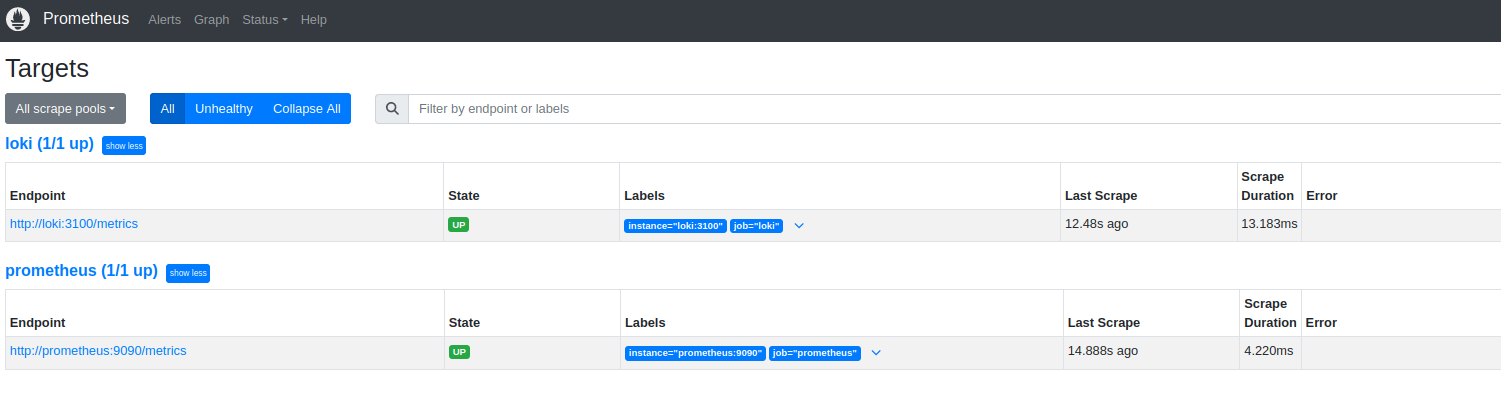 Prometheus Alerts Graph Status Help
Targets
All scrape pools All Unhealthy Collapse All Filter by endpoint or labels
loki (1/1 up) show less
Endpoint State Labels Last Scrape Scrape Duration Error
http://loki:3100/metrics UP instance="loki:3100" job="loki" 12.48s ago 13.183ms
prometheus (1/1 up) show less
Endpoint State Labels Last Scrape Scrape Duration Error
http://prometheus:9090/metrics UP instance="prometheus:9090" job="prometheus" 14.888s ago 4.220ms